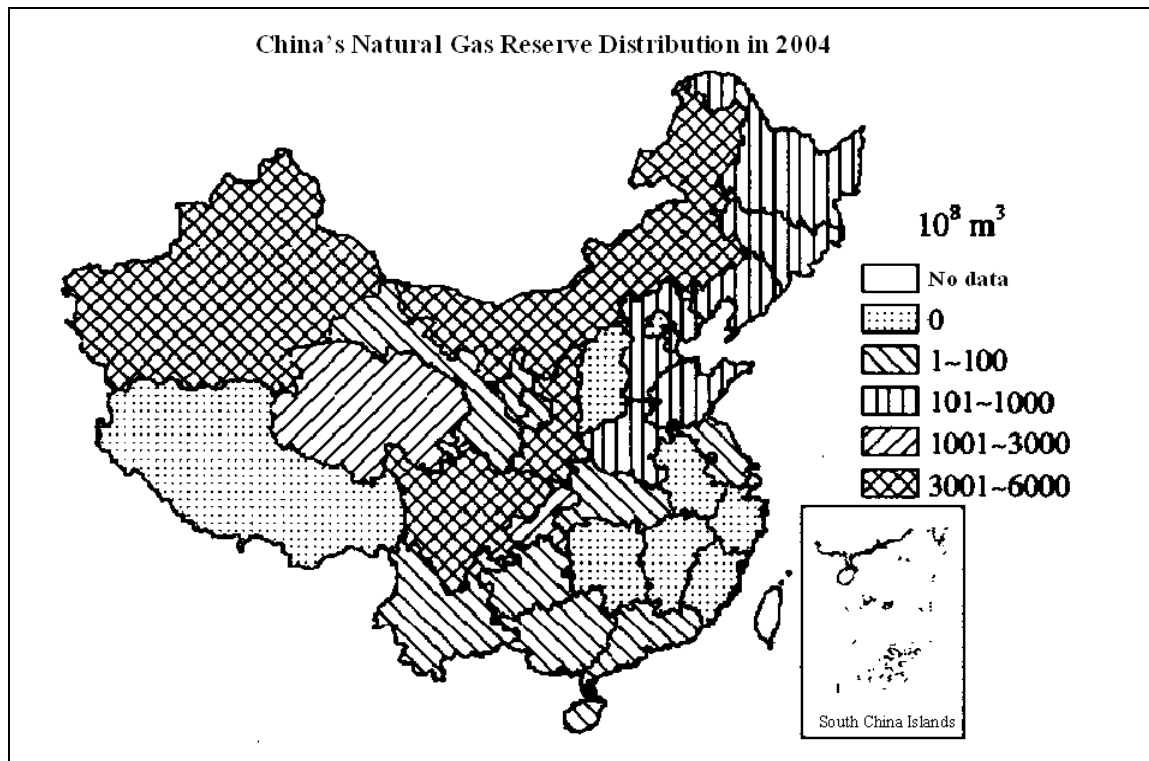 China's Natural Gas Reserve Distribution in 2004
10⁸ m³
No data
0
1~100
101~1000
1001~3000
3001~6000
South China Islands